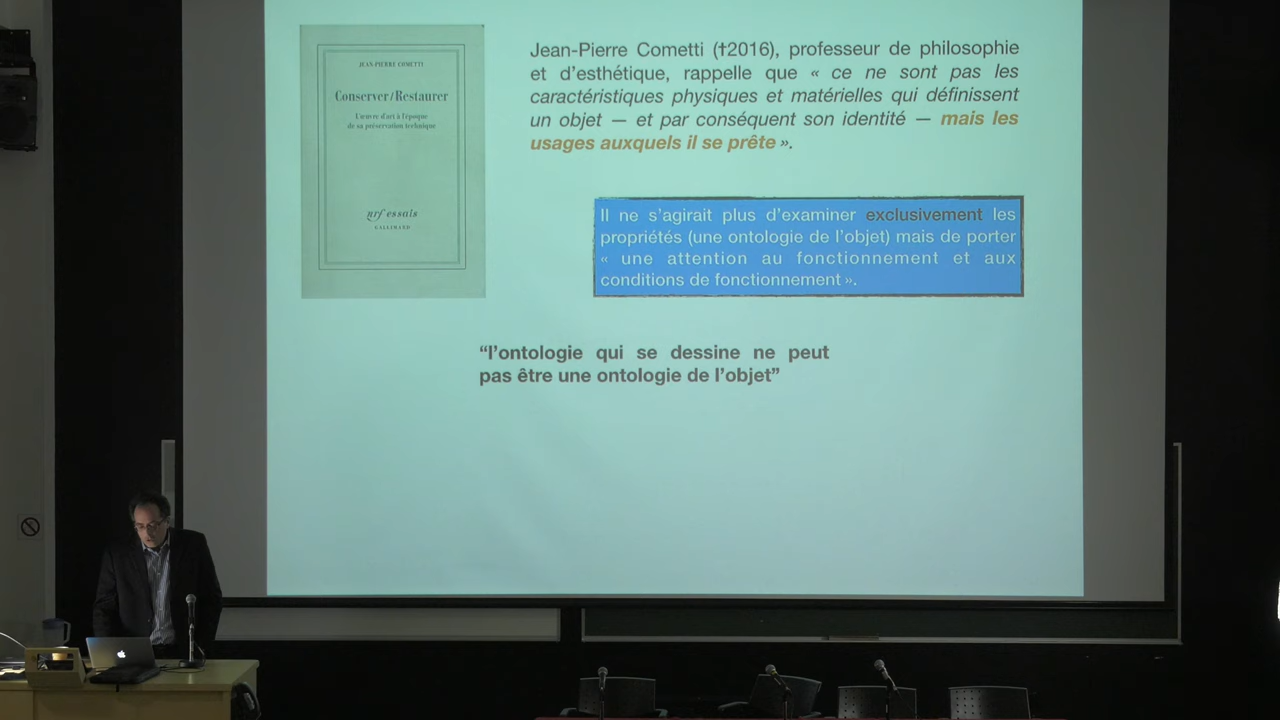 JEAN-PIERRE COMETTI
Conserver/Restaurer
L'œuvre d'art à l'époque
de sa préservation technique
nrf essais
GALLIMARD
Jean-Pierre Cometti (†2016), professeur de philosophie
et d'esthétique, rappelle que « ce ne sont pas les
caractéristiques physiques et matérielles qui définissent
un objet — et par conséquent son identité — mais les
usages auxquels il se prête ».
Il ne s'agirait plus d'examiner exclusivement les
propriétés (une ontologie de l'objet) mais de porter
« une attention au fonctionnement et aux
conditions de fonctionnement ».
“l'ontologie qui se dessine ne peut
pas être une ontologie de l'objet”